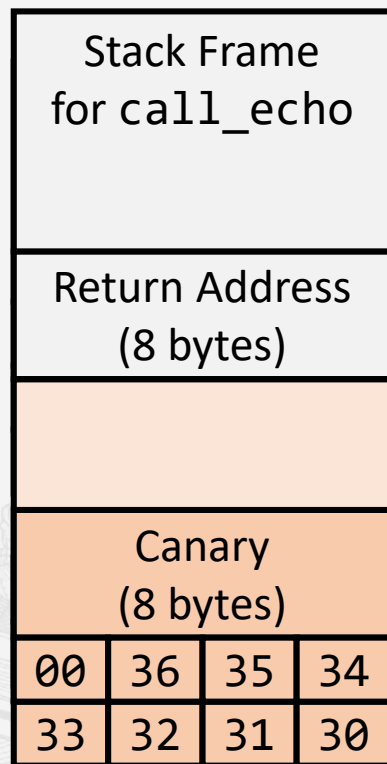 Stack Frame
for call_echo
Return Address
(8 bytes)
Canary
(8 bytes)
00 36 35 34
33 32 31 30